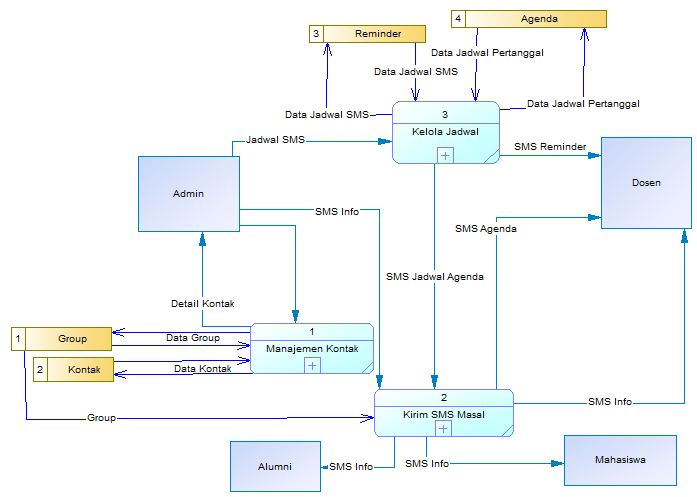 4 Agenda
3 Reminder
Data Jadwal Pertanggal
Data Jadwal SMS
Data Jadwal Pertanggal
Data Jadwal SMS
3
Kelola Jadwal
Jadwal SMS
SMS Reminder
Admin
Dosen
SMS Info
SMS Agenda
SMS Jadwal Agenda
Detail Kontak
1
1 Group
Data Group
Manajemen Kontak
2 Kontak
Data Kontak
2
SMS Info
Kirim SMS Masal
Group
Alumni
SMS Info
SMS Info
Mahasiswa